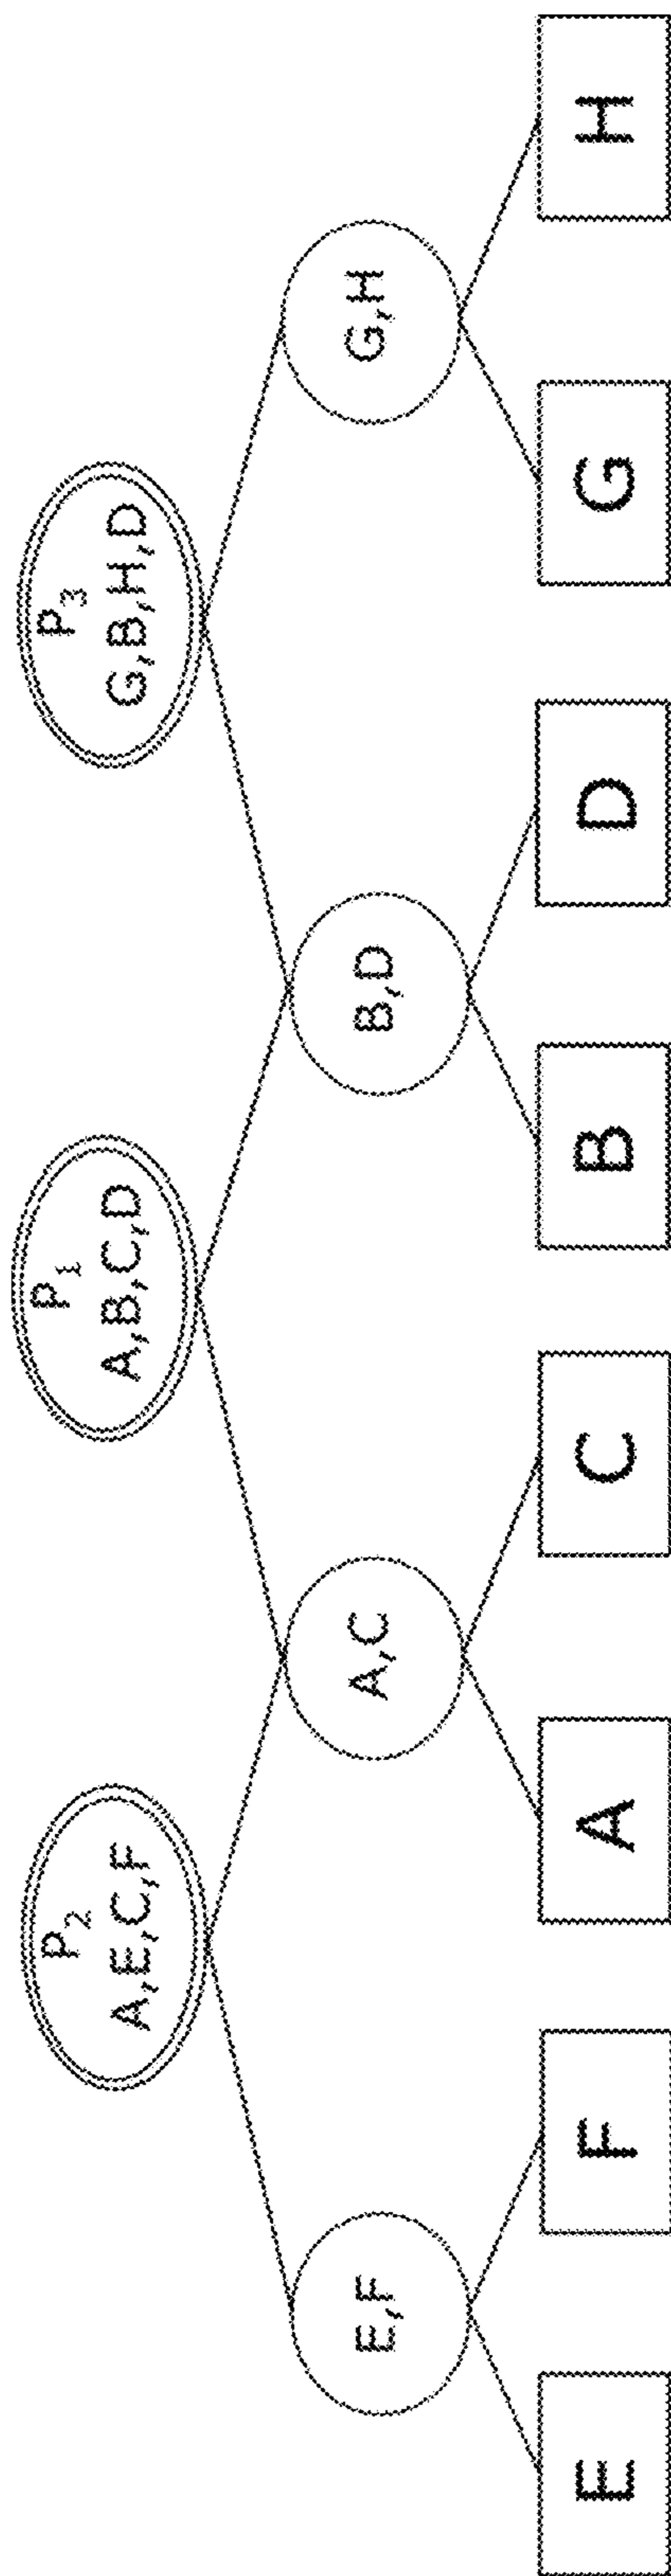 P2
A,E,C,F
P1
A,B,C,D
P3
G,B,H,D
E,F
A,C
B,D
G,H
E
F
A
C
B
D
G
H